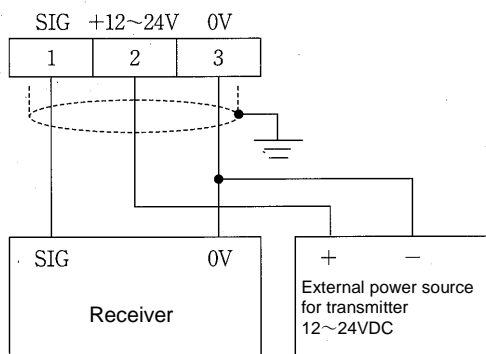 SIG +12～24V 0V
1 2 3
SIG 0V + −
Receiver
External power source
for transmitter
12～24VDC